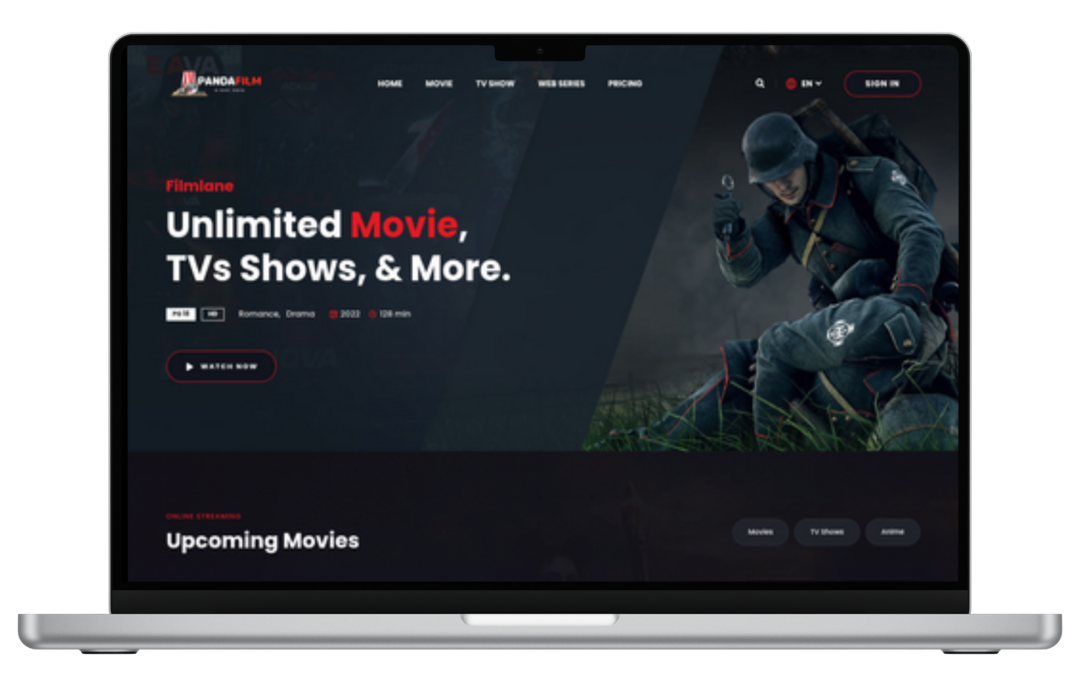 PANDAFILM
HOME MOVIE TV SHOW WEB SERIES PRICING
EN
SIGN IN
Filmlane
Unlimited Movie,
TVs Shows, & More.
PG 18 HD Romance, Drama 2022 128 min
WATCH NOW
ONLINE STREAMING
Upcoming Movies
Movies TV Shows Anime